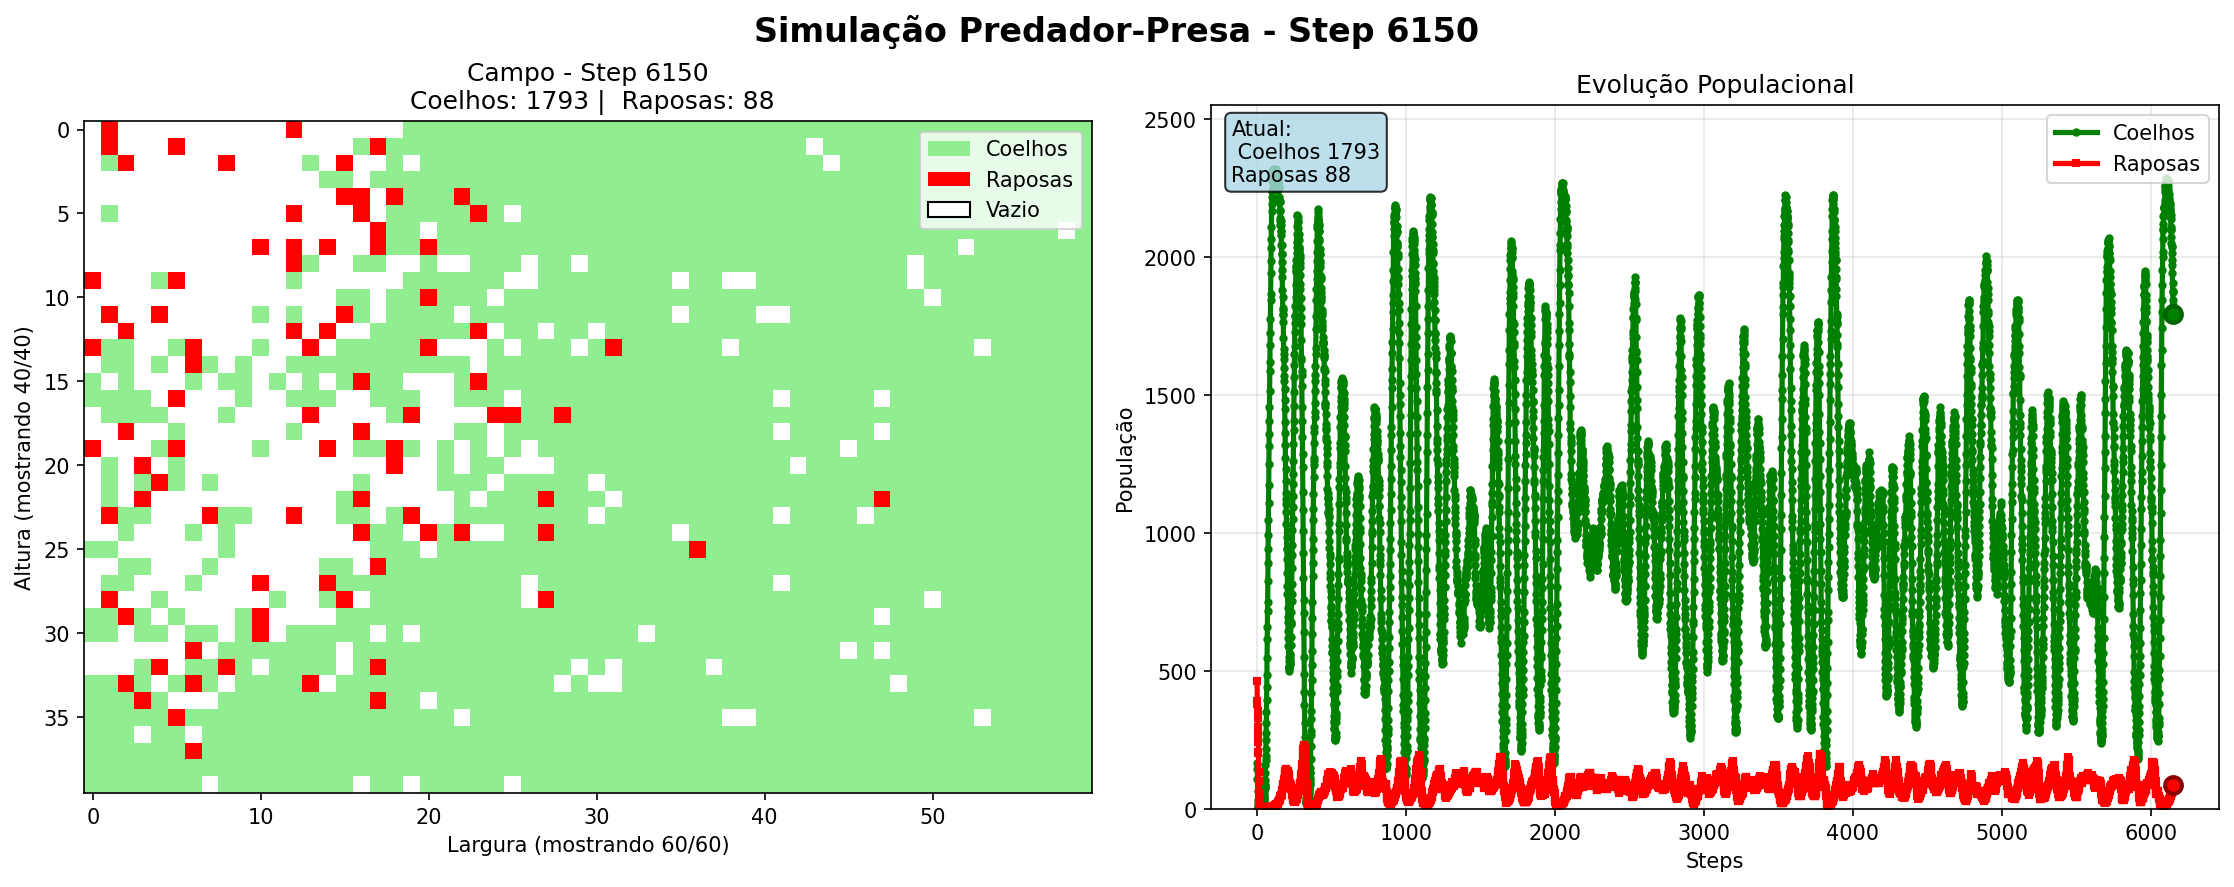 Simulação Predador-Presa - Step 6150
Campo - Step 6150
Coelhos: 1793 |  Raposas: 88
Coelhos
Raposas
Vazio
0
5
10
15
20
25
30
35
Altura (mostrando 40/40)
0
10
20
30
40
50
Largura (mostrando 60/60)
Evolução Populacional
Atual:
Coelhos 1793
Raposas 88
Coelhos
Raposas
2500
2000
1500
1000
500
0
População
0
1000
2000
3000
4000
5000
6000
Steps